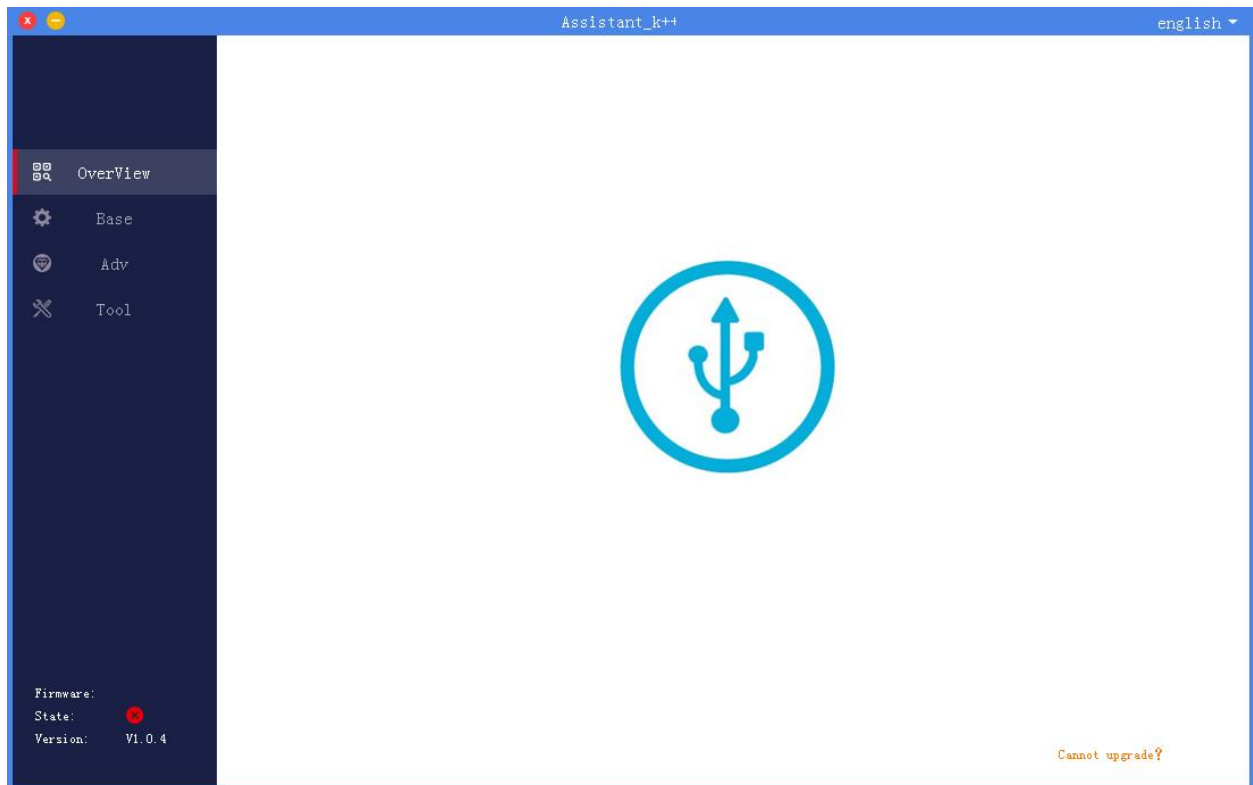 Assistant_k++
english
OverView
Base
Adv
Tool
Firmware:
State:
Version: V1.0.4
Cannot upgrade?